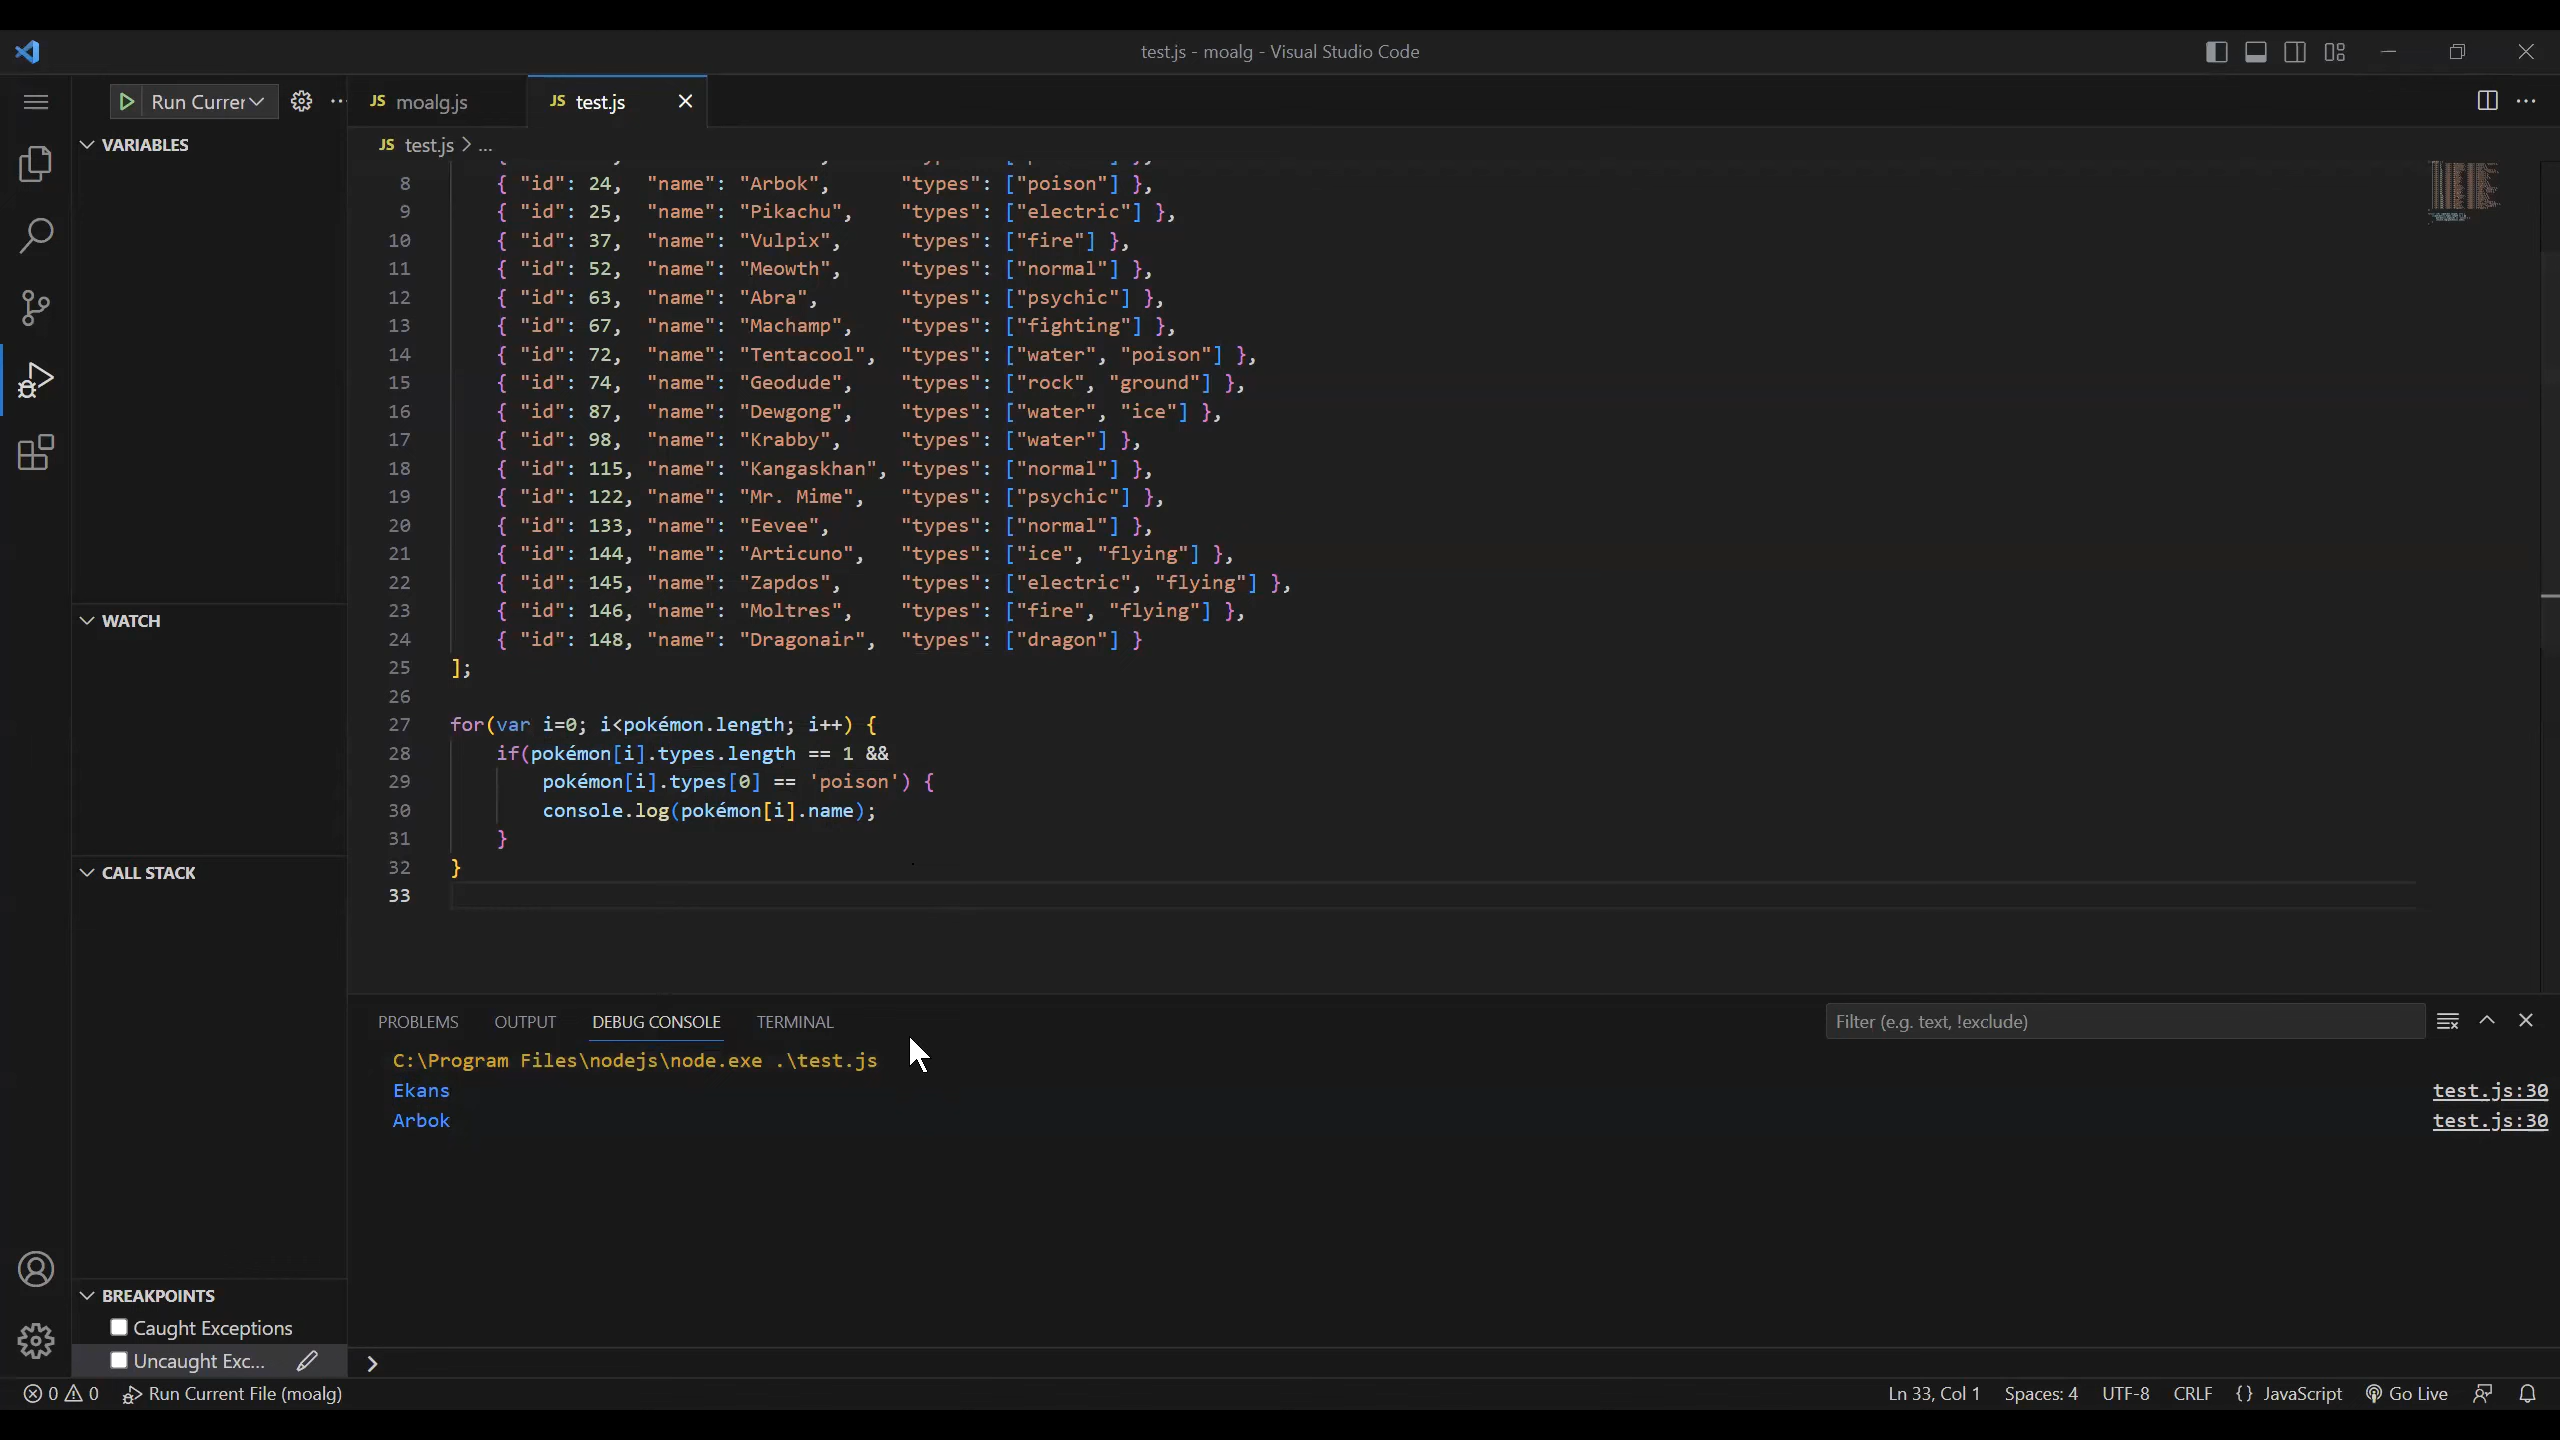 test.js - moalg - Visual Studio Code
Run Currer
JS moalg.js
JS test.js
JS test.js > ...
VARIABLES
8 { "id": 24, "name": "Arbok", "types": ["poison"] },
9 { "id": 25, "name": "Pikachu", "types": ["electric"] },
10 { "id": 37, "name": "Vulpix", "types": ["fire"] },
11 { "id": 52, "name": "Meowth", "types": ["normal"] },
12 { "id": 63, "name": "Abra", "types": ["psychic"] },
13 { "id": 67, "name": "Machamp", "types": ["fighting"] },
14 { "id": 72, "name": "Tentacool", "types": ["water", "poison"] },
15 { "id": 74, "name": "Geodude", "types": ["rock", "ground"] },
16 { "id": 87, "name": "Dewgong", "types": ["water", "ice"] },
17 { "id": 98, "name": "Krabby", "types": ["water"] },
18 { "id": 115, "name": "Kangaskhan", "types": ["normal"] },
19 { "id": 122, "name": "Mr. Mime", "types": ["psychic"] },
20 { "id": 133, "name": "Eevee", "types": ["normal"] },
21 { "id": 144, "name": "Articuno", "types": ["ice", "flying"] },
22 { "id": 145, "name": "Zapdos", "types": ["electric", "flying"] },
23 { "id": 146, "name": "Moltres", "types": ["fire", "flying"] },
24 { "id": 148, "name": "Dragonair", "types": ["dragon"] }
25 ];
26
27 for(var i=0; i<pokémon.length; i++) {
28 if(pokémon[i].types.length == 1 &&
29 pokémon[i].types[0] == 'poison') {
30 console.log(pokémon[i].name);
31 }
32 }
33
WATCH
CALL STACK
BREAKPOINTS
Caught Exceptions
Uncaught Exc...
PROBLEMS OUTPUT DEBUG CONSOLE TERMINAL
Filter (e.g. text, !exclude)
C:\Program Files\nodejs\node.exe .\test.js
Ekans test.js:30
Arbok test.js:30
0 0 Run Current File (moalg)
Ln 33, Col 1 Spaces: 4 UTF-8 CRLF {} JavaScript Go Live